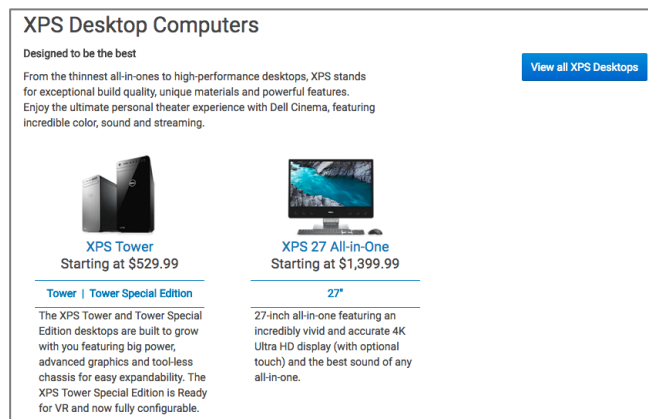 XPS Desktop Computers
Designed to be the best
From the thinnest all-in-ones to high-performance desktops, XPS stands
for exceptional build quality, unique materials and powerful features.
Enjoy the ultimate personal theater experience with Dell Cinema, featuring
incredible color, sound and streaming.
View all XPS Desktops
XPS Tower
Starting at $529.99
Tower | Tower Special Edition
The XPS Tower and Tower Special
Edition desktops are built to grow
with you featuring big power,
advanced graphics and tool-less
chassis for easy expandability. The
XPS Tower Special Edition is Ready
for VR and now fully configurable.
XPS 27 All-in-One
Starting at $1,399.99
27"
27-inch all-in-one featuring an
incredibly vivid and accurate 4K
Ultra HD display (with optional
touch) and the best sound of any
all-in-one.